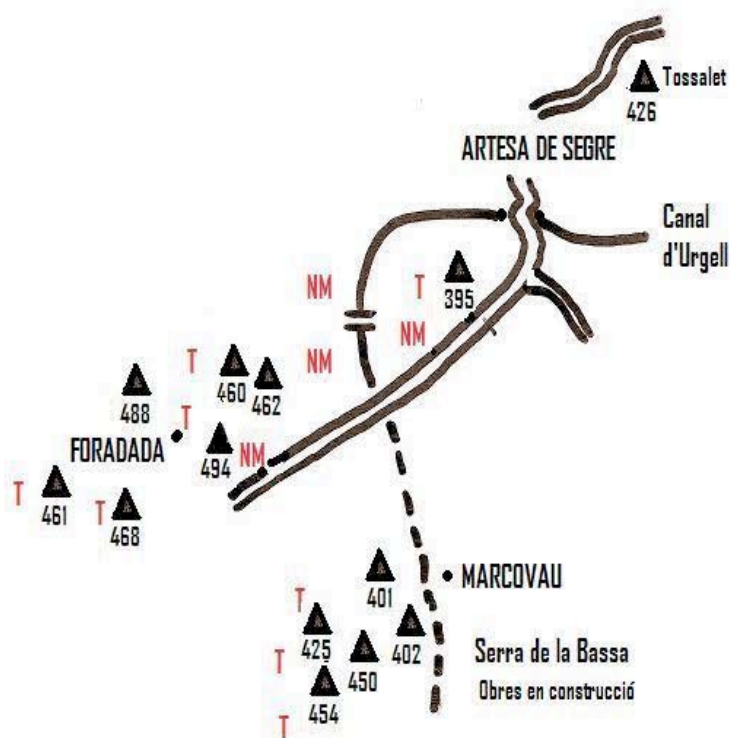 Tossalet
426
ARTESA DE SEGRE
Canal
d'Urgell
NM
T
395
NM
T
460
NM
462
488
T
FORADADA
494
NM
T
461
T
468
401
MARCOVAU
T
425
450
402
Serra de la Bassa
T
454
Obres en construcció
T